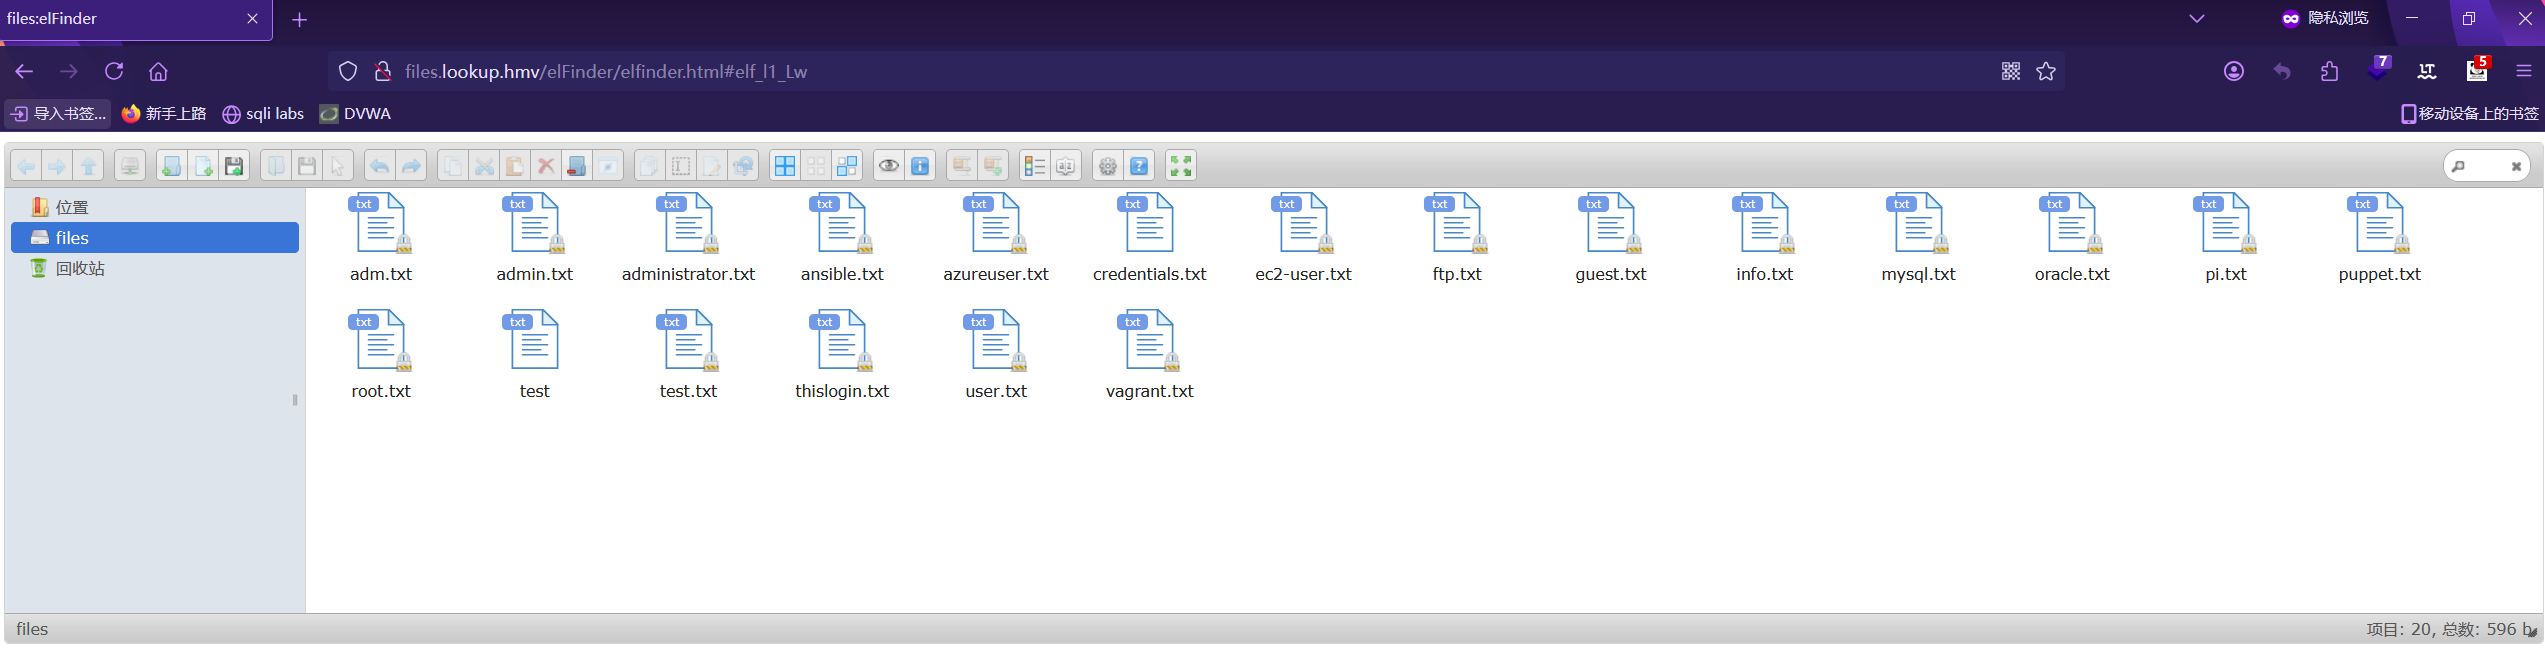 files:elFinder
隐私浏览
files.lookup.hmv/elFinder/elfinder.html#elf_l1_Lw
7
LT
5
导入书签... 新手上路 sqli labs DVWA 移动设备上的书签
位置
files
回收站
txt txt txt txt txt txt txt txt txt txt txt txt txt txt
adm.txt admin.txt administrator.txt ansible.txt azureuser.txt credentials.txt ec2-user.txt ftp.txt guest.txt info.txt mysql.txt oracle.txt pi.txt puppet.txt
txt txt txt txt txt txt
root.txt test test.txt thislogin.txt user.txt vagrant.txt
files
项目: 20, 总数: 596 b